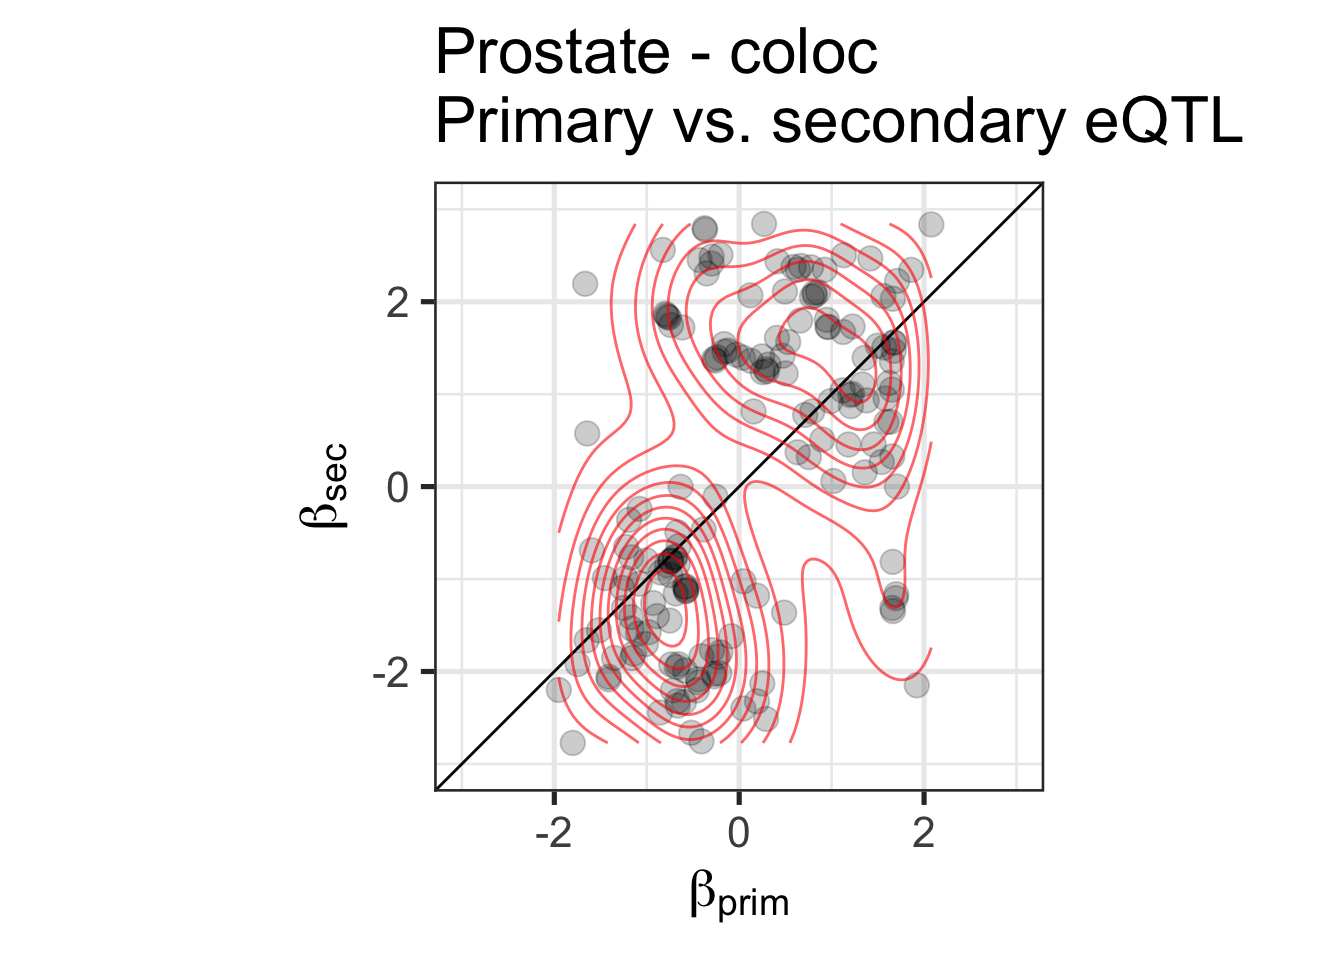 Prostate - coloc
Primary vs. secondary eQTL
2
0
-2
βsec
-2 0 2
βprim